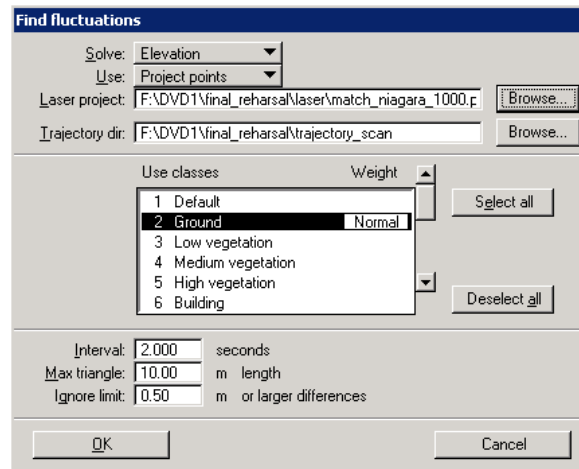 Find fluctuations
Solve: Elevation
Use: Project points
Laser project: F:\DVD1\final_reharsal\laser\match_niagara_1000.p Browse...
Trajectory dir: F:\DVD1\final_reharsal\trajectory_scan Browse...
Use classes Weight
1 Default
2 Ground Normal
3 Low vegetation
4 Medium vegetation
5 High vegetation
6 Building
Select all
Deselect all
Interval: 2.000 seconds
Max triangle: 10.00 m length
Ignore limit: 0.50 m or larger differences
OK Cancel